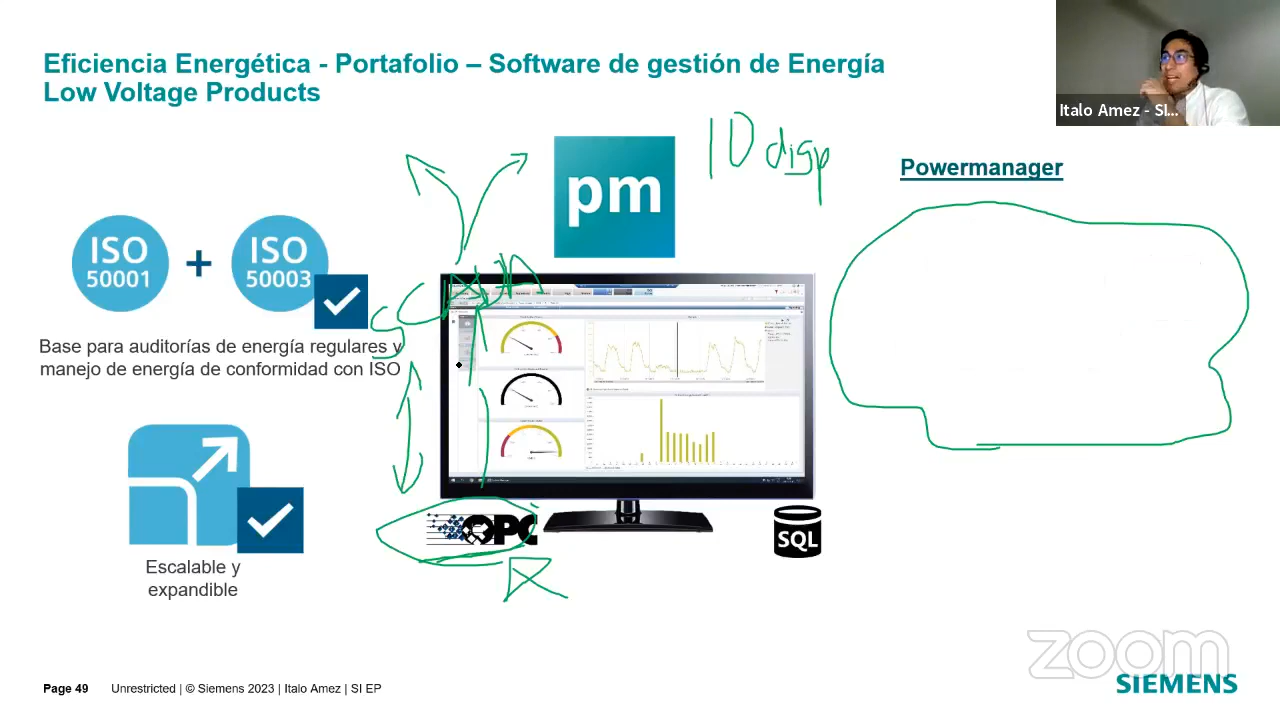 Eficiencia Energética - Portafolio – Software de gestión de Energía
Low Voltage Products
Italo Amez - SI...
10 disp
Powermanager
pm
ISO
50001
+
ISO
50003
SCADA
Base para auditorías de energía regulares y
manejo de energía de conformidad con ISO
OPC
SQL
Escalable y
expandible
zoom
Page 49 Unrestricted | © Siemens 2023 | Italo Amez | SI EP
SIEMENS